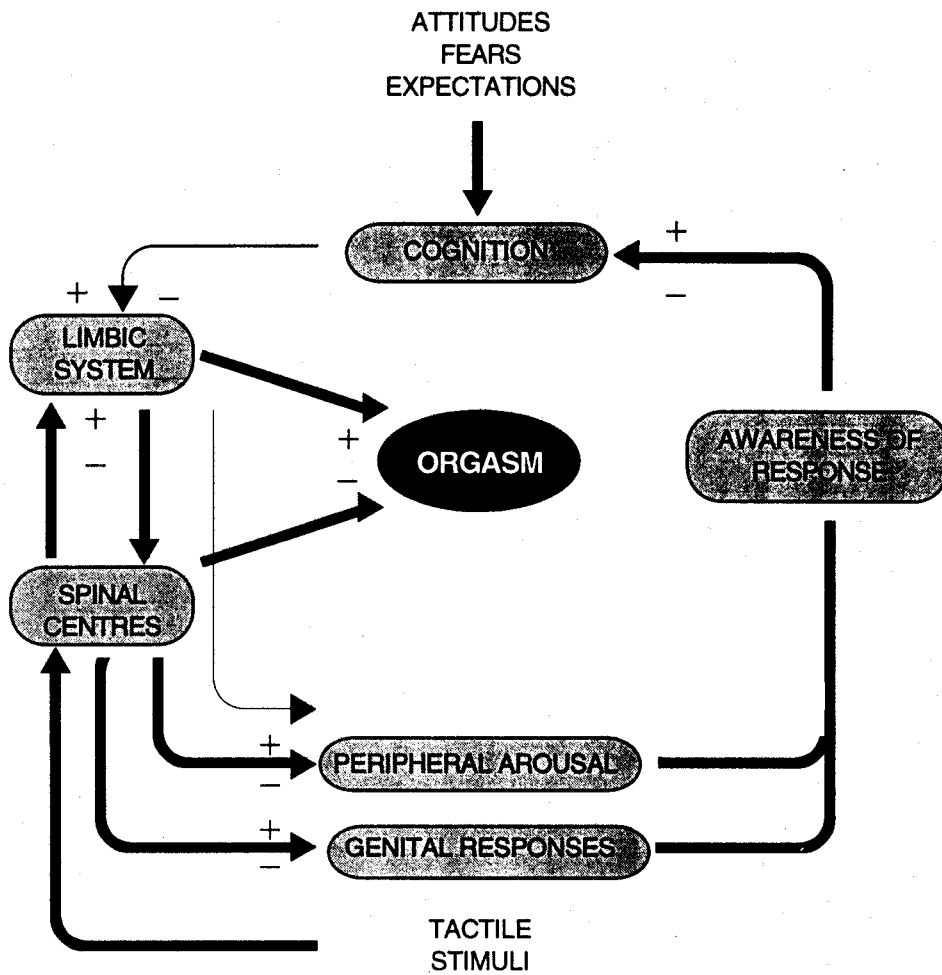 ATTITUDES
FEARS
EXPECTATIONS
COGNITION
+
−
+ −
LIMBIC
SYSTEM
+
−
+
−
ORGASM
AWARENESS OF
RESPONSE
SPINAL
CENTRES
+
−
PERIPHERAL AROUSAL
+
−
GENITAL RESPONSES
TACTILE
STIMULI